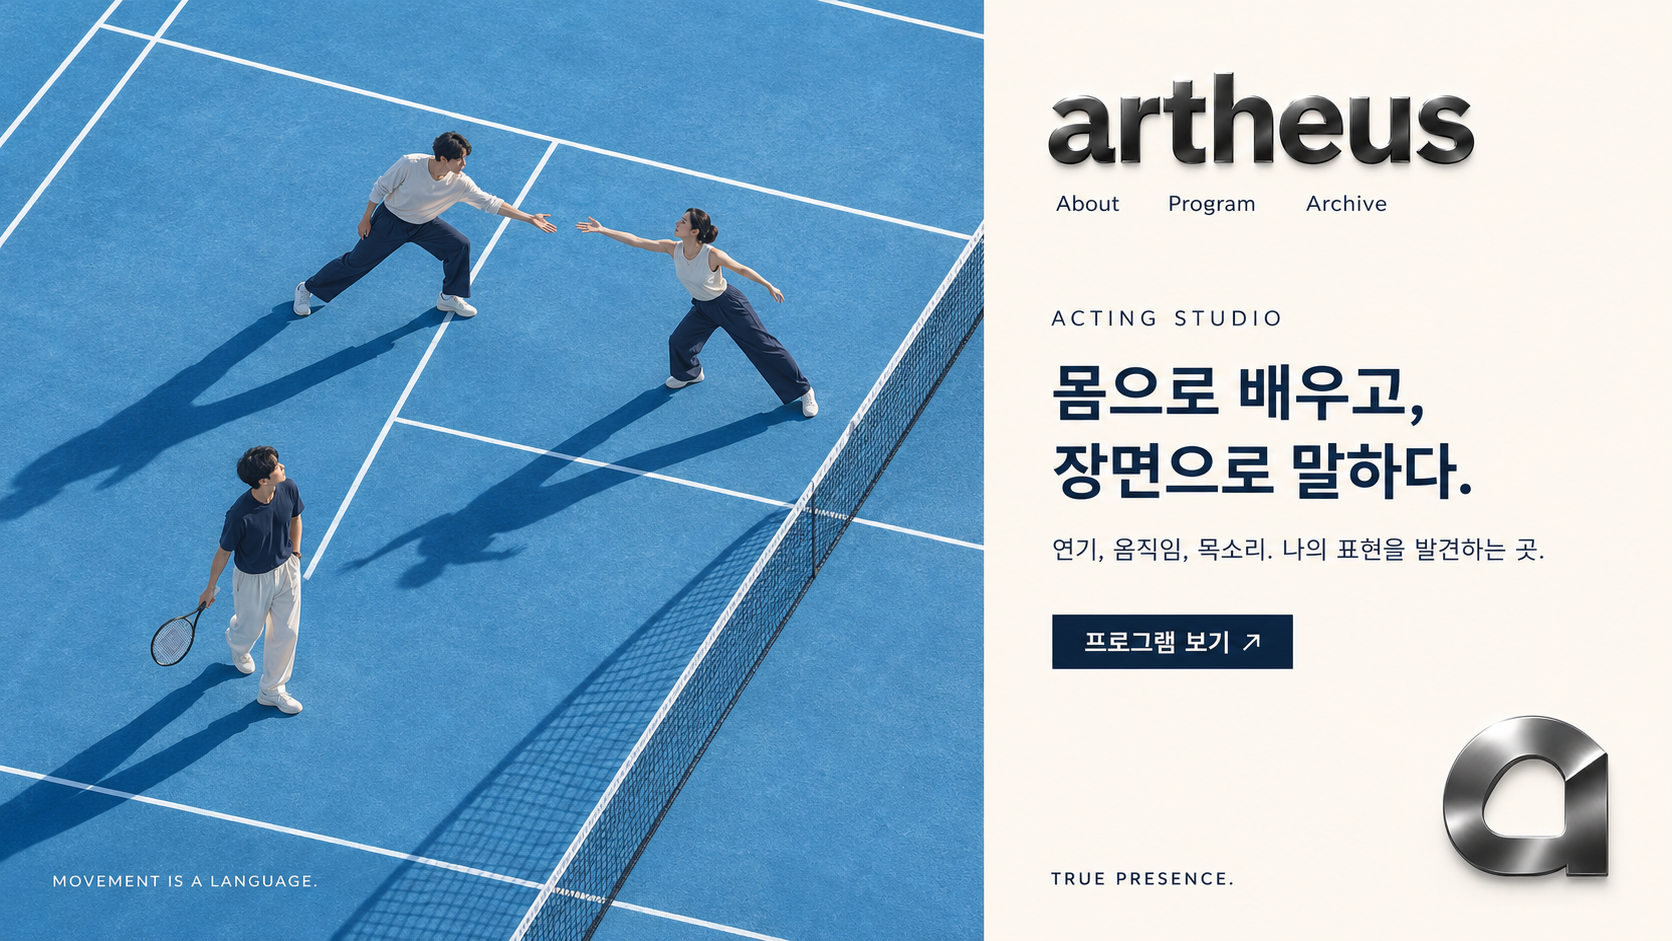 artheus
About Program Archive
ACTING STUDIO
몸으로 배우고,
장면으로 말하다.
연기, 움직임, 목소리. 나의 표현을 발견하는 곳.
프로그램 보기 ↗
a
TRUE PRESENCE.
MOVEMENT IS A LANGUAGE.